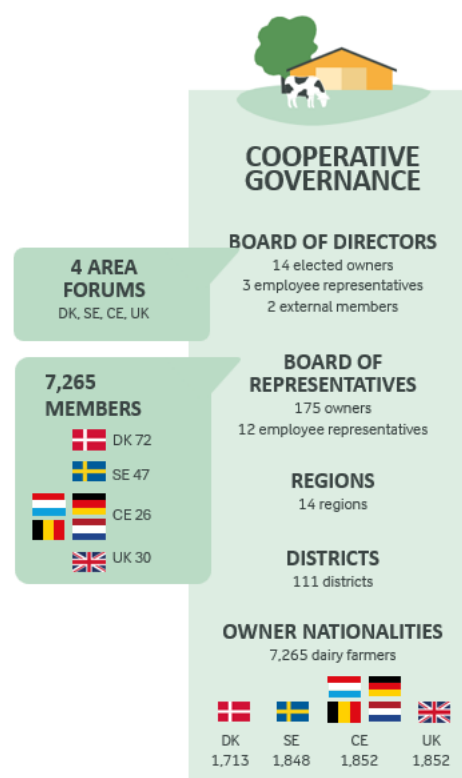 COOPERATIVE
GOVERNANCE
BOARD OF DIRECTORS
14 elected owners
3 employee representatives
2 external members
4 AREA
FORUMS
DK, SE, CE, UK
BOARD OF
REPRESENTATIVES
175 owners
12 employee representatives
7,265
MEMBERS
DK 72
SE 47
CE 26
UK 30
REGIONS
14 regions
DISTRICTS
111 districts
OWNER NATIONALITIES
7,265 dairy farmers
DK SE CE UK
1,713 1,848 1,852 1,852